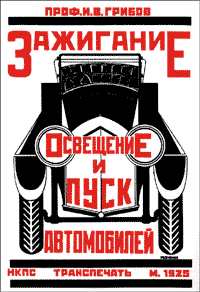 ПРОФ. И. В. ГРИБОВ
ЗАЖИГАНИЕ
ОСВЕЩЕНИЕ
И
ПУСК
АВТОМОБИЛЕЙ
НКПС ТРАНСПЕЧАТЬ М. 1925